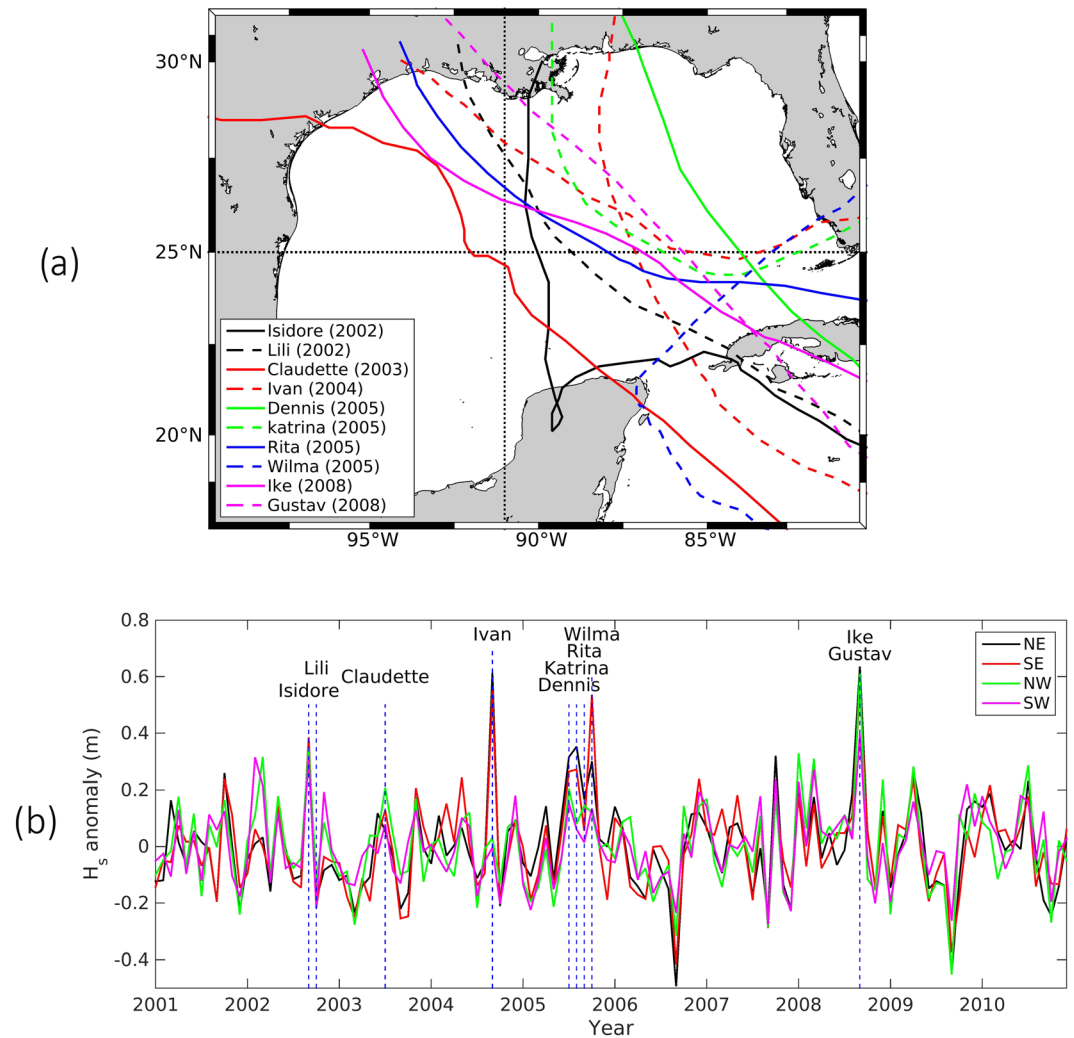 (a)
30°N
25°N
20°N
95°W
90°W
85°W
Isidore (2002)
Lili (2002)
Claudette (2003)
Ivan (2004)
Dennis (2005)
katrina (2005)
Rita (2005)
Wilma (2005)
Ike (2008)
Gustav (2008)
(b)
H_s anomaly (m)
0.8
0.6
0.4
0.2
0
-0.2
-0.4
Lili
Isidore
Claudette
Ivan
Wilma
Rita
Katrina
Dennis
Ike
Gustav
NE
SE
NW
SW
2001
2002
2003
2004
2005
2006
2007
2008
2009
2010
Year